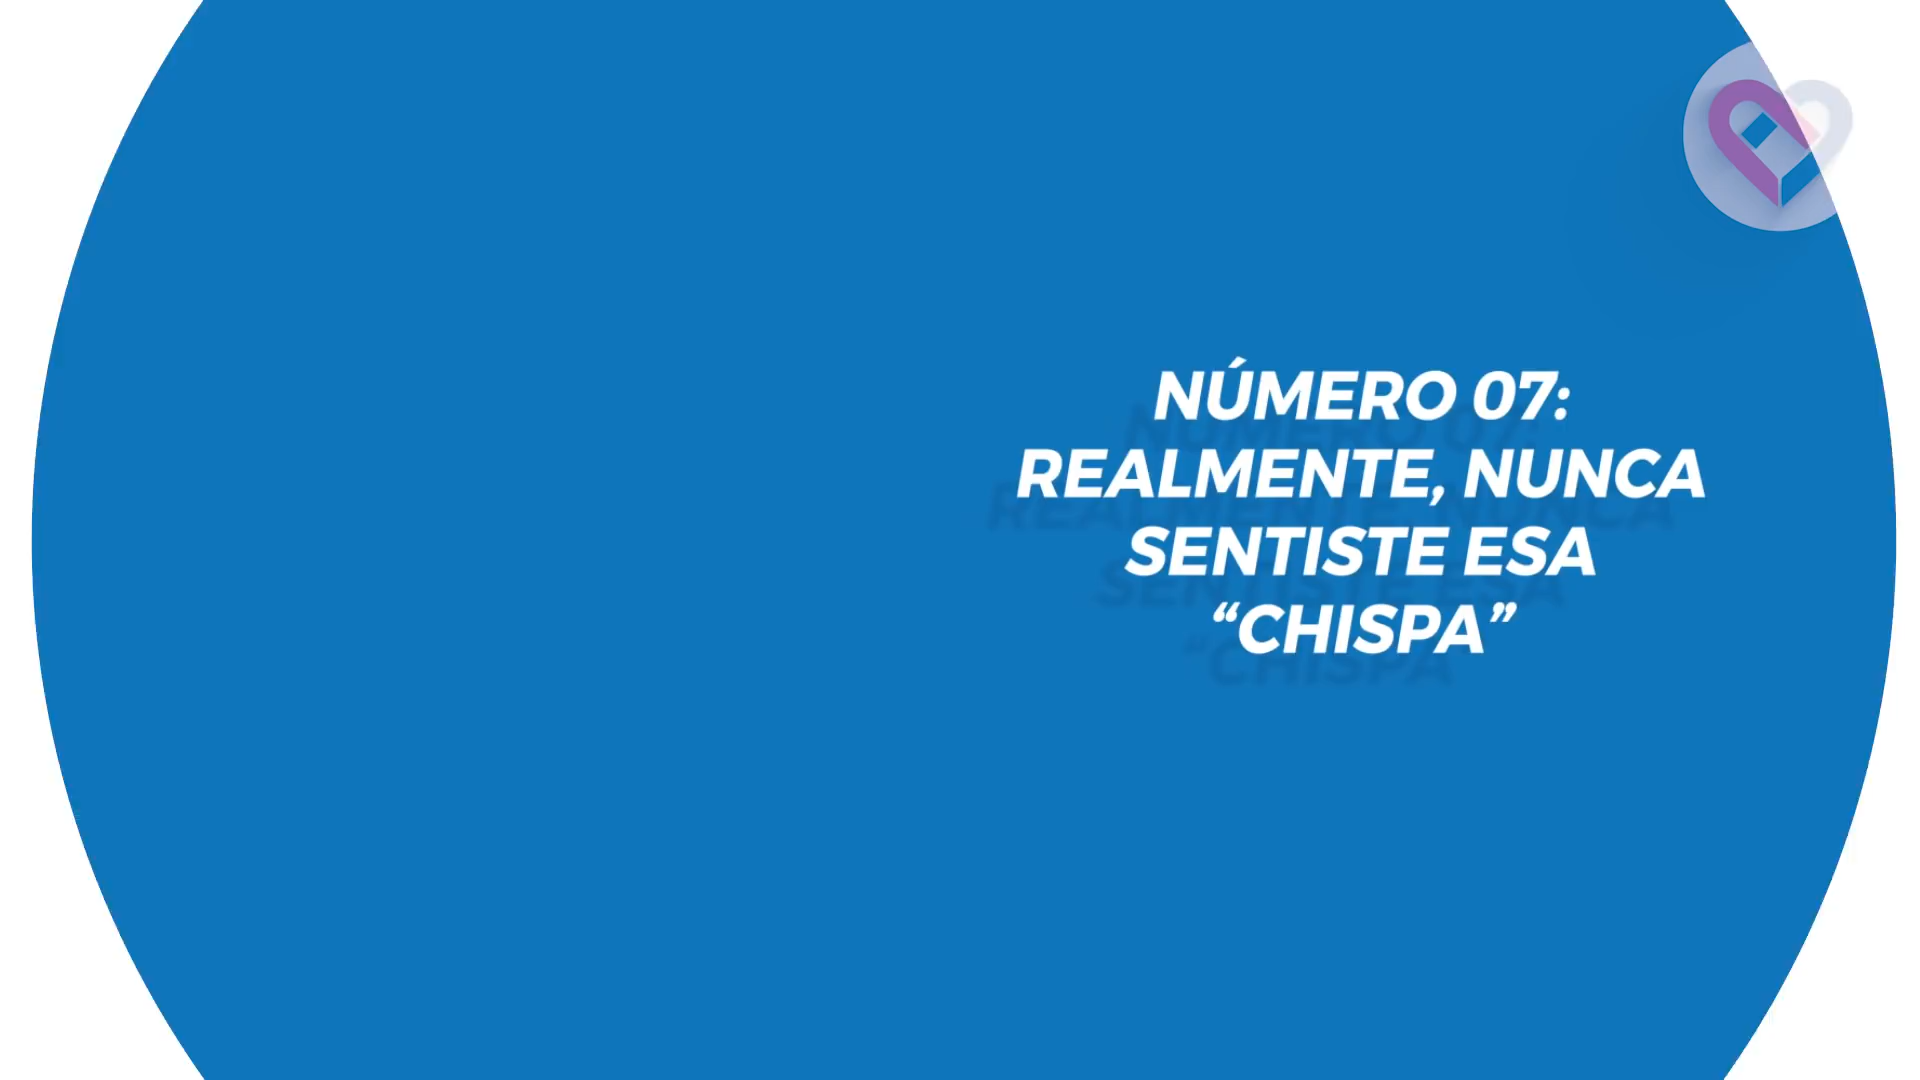 NÚMERO 07:
REALMENTE, NUNCA
SENTISTE ESA
“CHISPA”